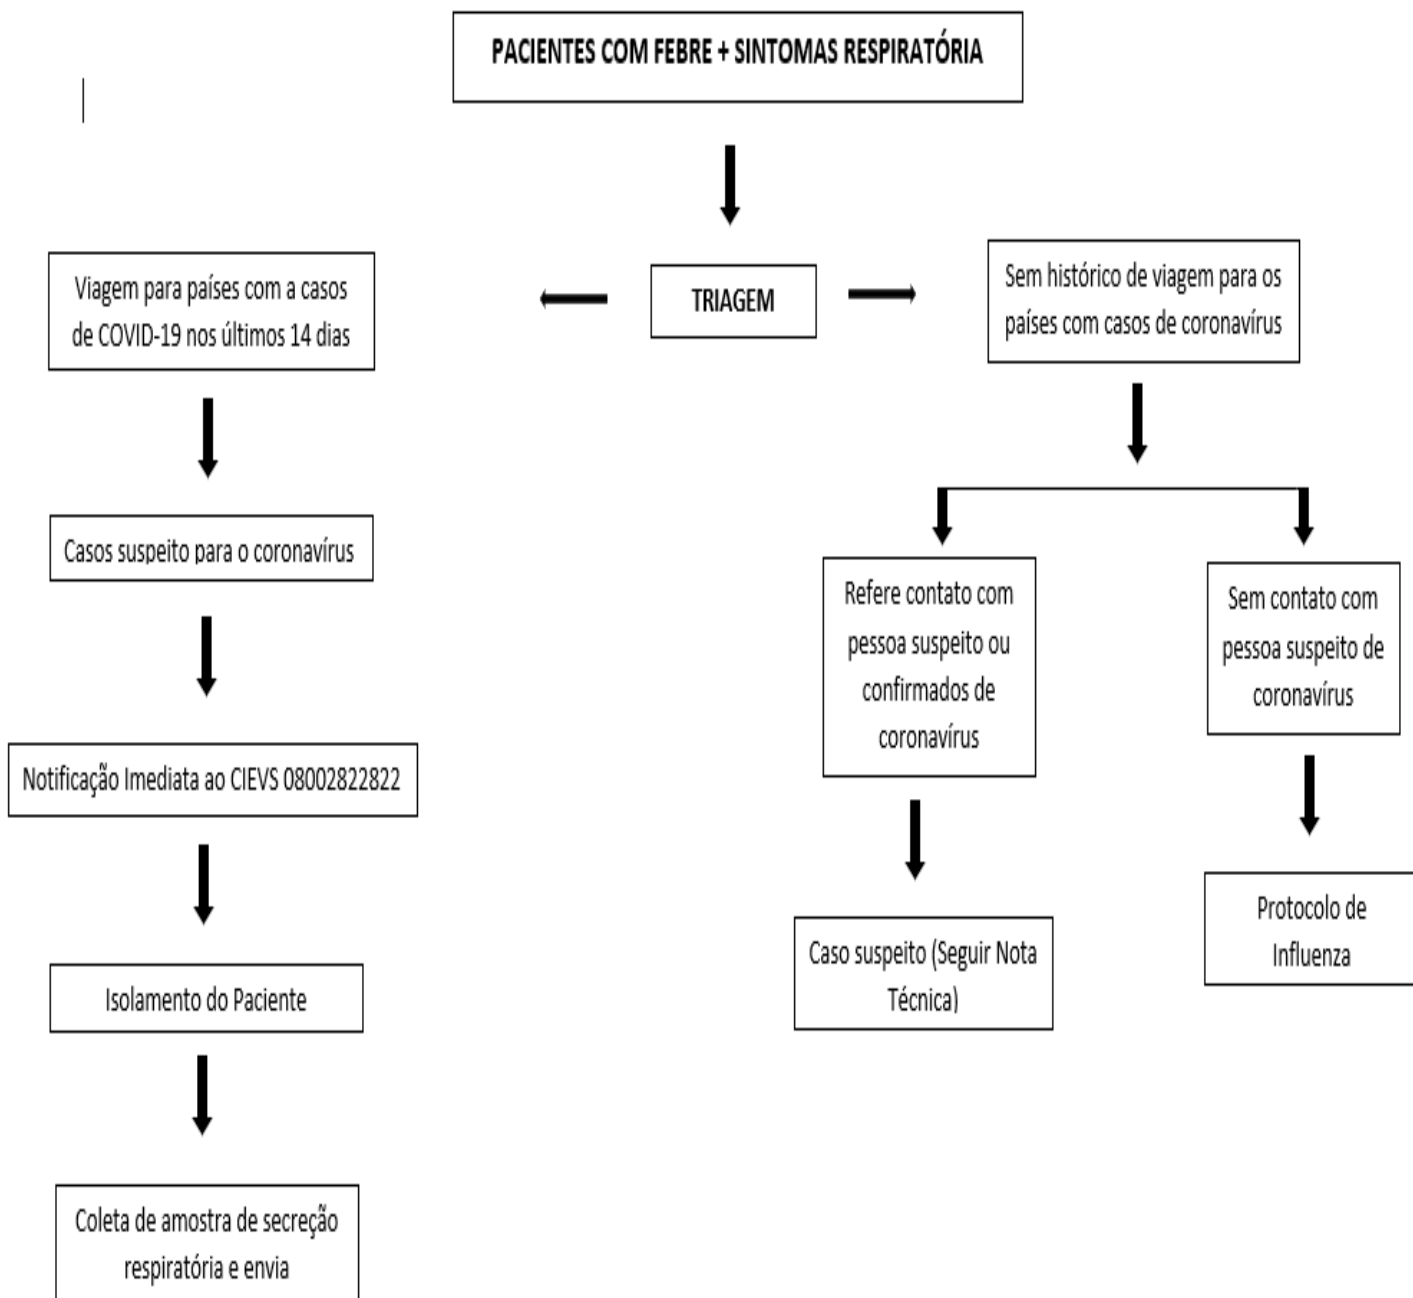 PACIENTES COM FEBRE + SINTOMAS RESPIRATÓRIA
TRIAGEM
Viagem para países com a casos
de COVID-19 nos últimos 14 dias
Casos suspeito para o coronavírus
Notificação Imediata ao CIEVS 08002822822
Isolamento do Paciente
Coleta de amostra de secreção
respiratória e envia
Sem histórico de viagem para os
países com casos de coronavírus
Refere contato com
pessoa suspeito ou
confirmados de
coronavírus
Caso suspeito (Seguir Nota
Técnica)
Sem contato com
pessoa suspeito de
coronavírus
Protocolo de
Influenza